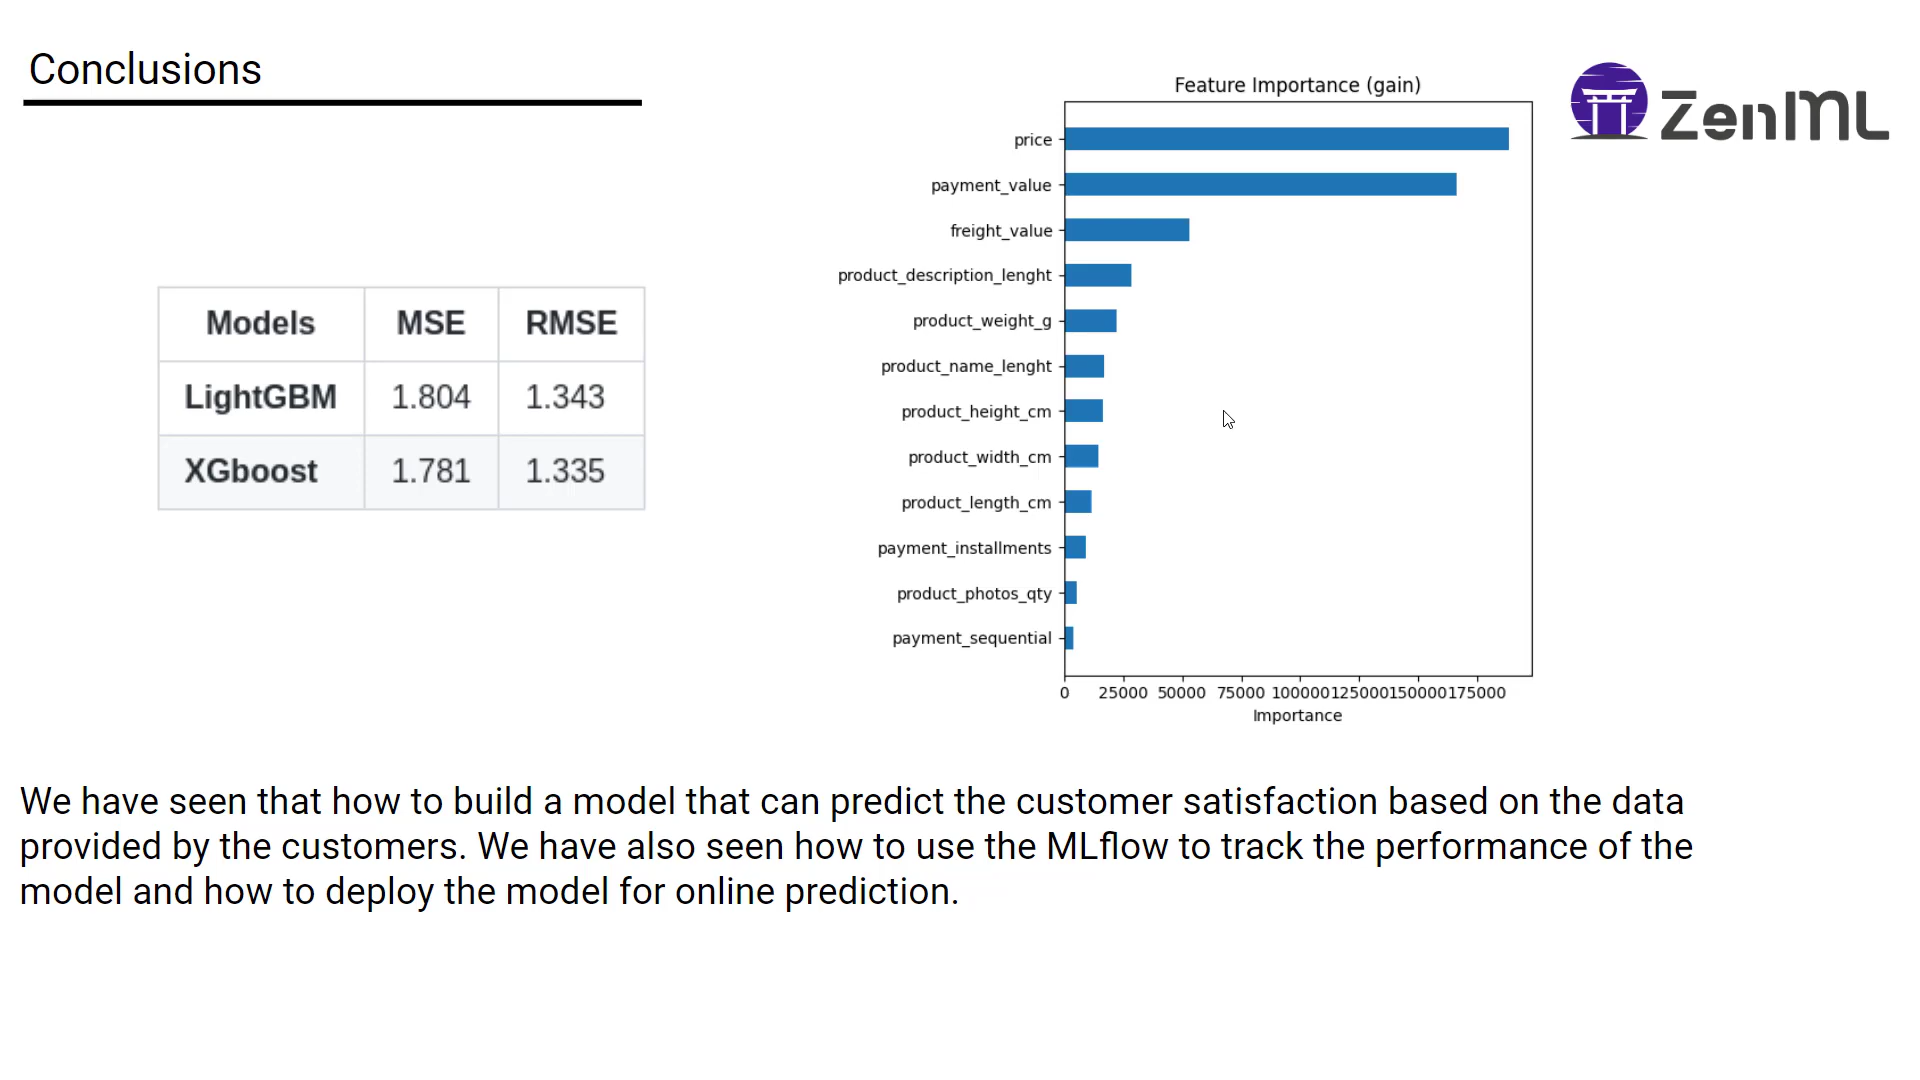 Conclusions
Models MSE RMSE
LightGBM 1.804 1.343
XGboost 1.781 1.335
Feature Importance (gain)
price
payment_value
freight_value
product_description_lenght
product_weight_g
product_name_lenght
product_height_cm
product_width_cm
product_length_cm
payment_installments
product_photos_qty
payment_sequential
0 25000 50000 75000 100000 125000 150000 175000
Importance
ZenML
We have seen that how to build a model that can predict the customer satisfaction based on the data
provided by the customers. We have also seen how to use the MLflow to track the performance of the
model and how to deploy the model for online prediction.